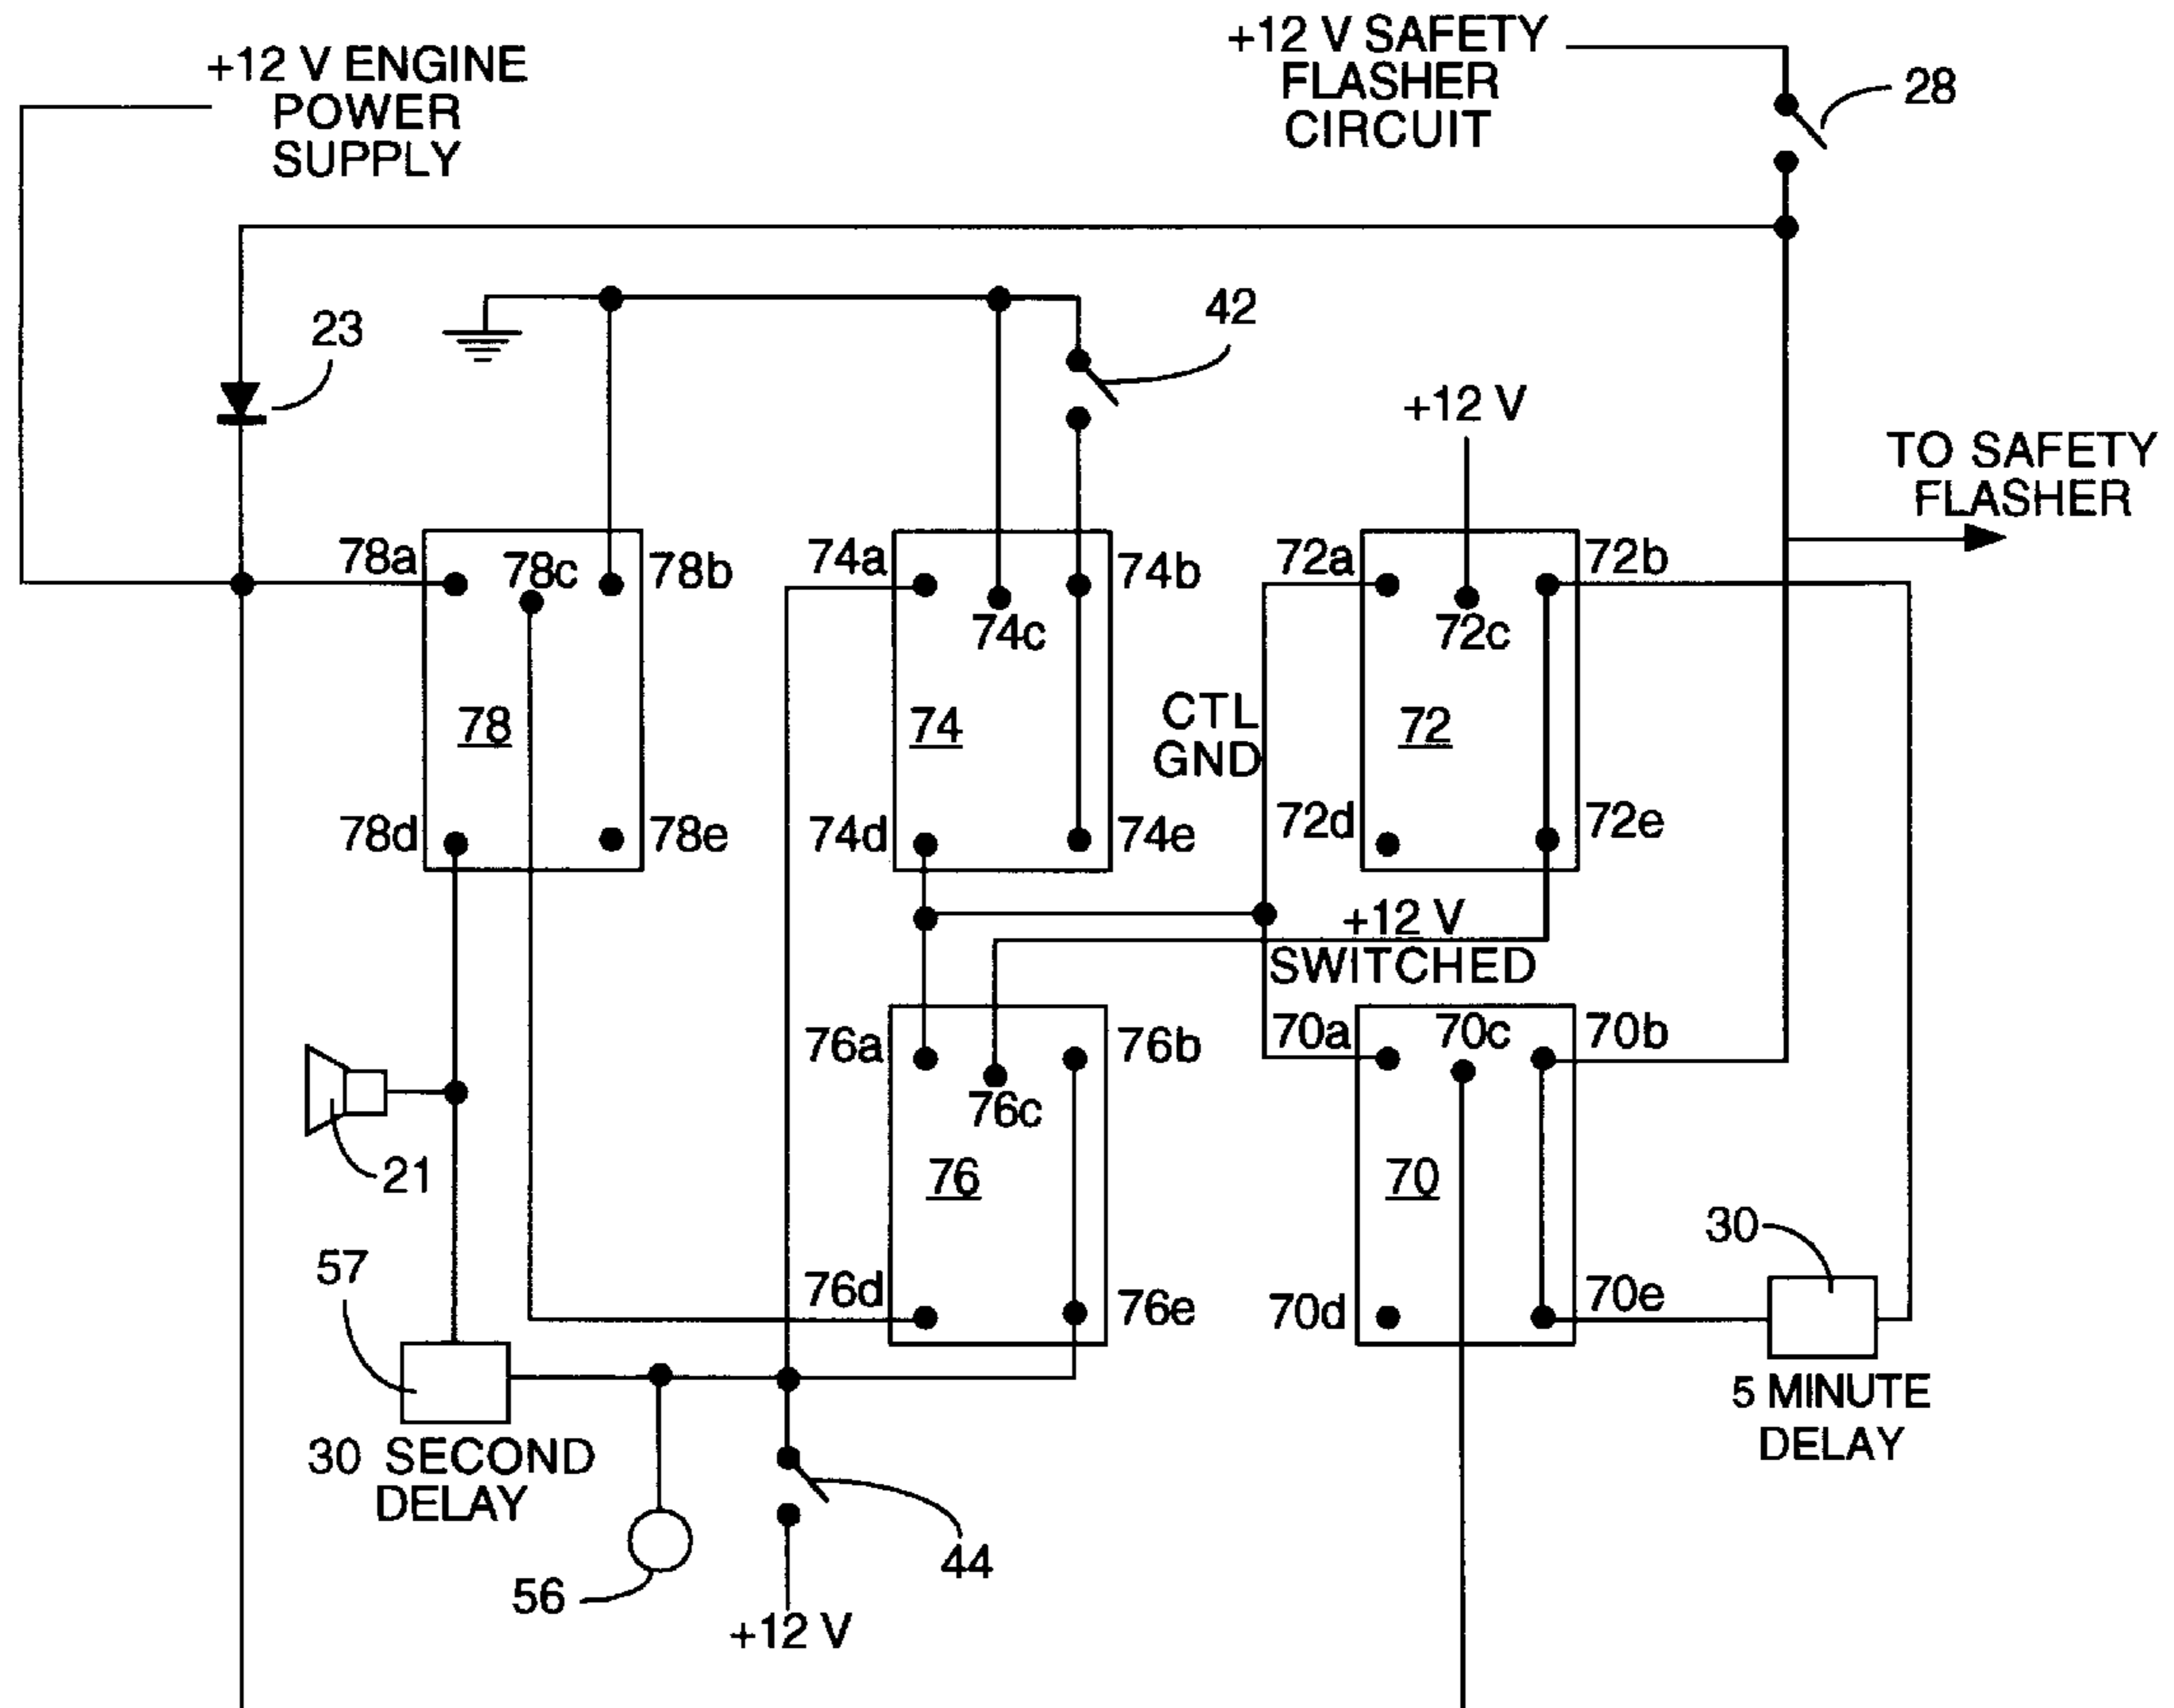 +12 V ENGINE
POWER
SUPPLY
+12 V SAFETY
FLASHER
CIRCUIT
28
23
42
+12 V
TO SAFETY
FLASHER
78a
78c
78b
74a
74b
74c
72a
72b
72c
78
74
CTL
GND
72
78d
78e
74d
74e
72d
72e
+12 V
SWITCHED
76a
76b
76c
70a
70c
70b
21
76
70
30
57
76d
76e
70d
70e
5 MINUTE
DELAY
30 SECOND
DELAY
56
44
+12 V